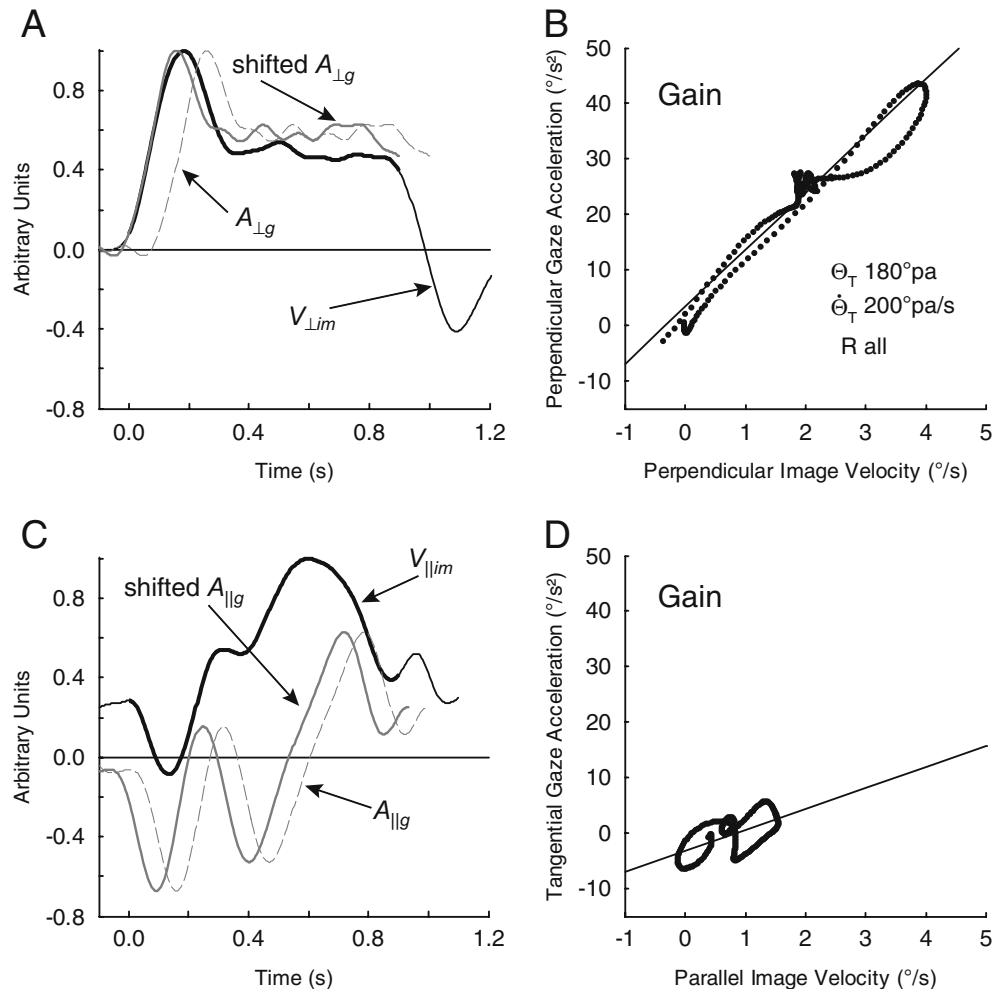 A
B
shifted A⊥g
A⊥g
V⊥im
Arbitrary Units
0.8
0.4
0.0
-0.4
-0.8
0.0 0.4 0.8 1.2
Time (s)
Gain
Perpendicular Gaze Acceleration (°/s²)
50
40
30
20
10
0
-10
Θ_T 180°pa
Θ̇_T 200°pa/s
R all
-1 0 1 2 3 4 5
Perpendicular Image Velocity (°/s)
C
D
shifted A||g
V||im
A||g
Arbitrary Units
0.8
0.4
0.0
-0.4
-0.8
0.0 0.4 0.8 1.2
Time (s)
Gain
Tangential Gaze Acceleration (°/s²)
50
40
30
20
10
0
-10
-1 0 1 2 3 4 5
Parallel Image Velocity (°/s)